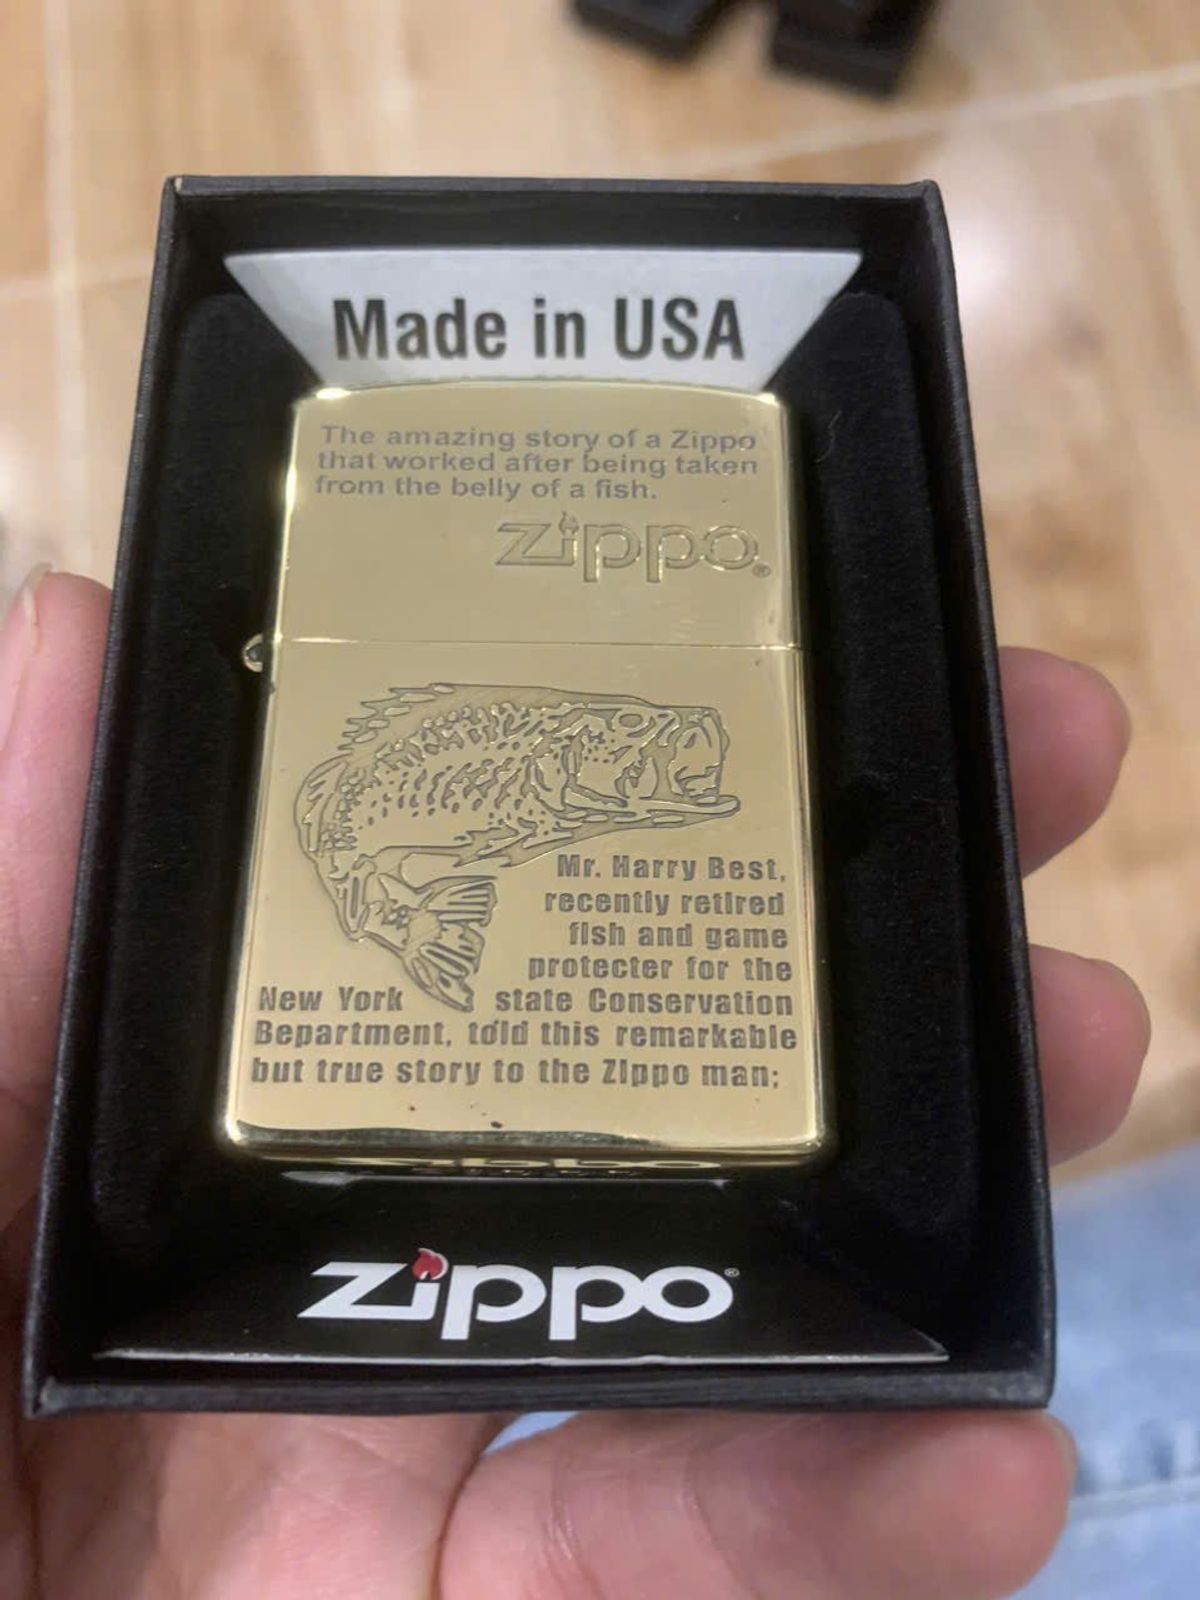 Made in USA
The amazing story of a Zippo
that worked after being taken
from the belly of a fish.
Zippo®
Mr. Harry Best,
recently retired
fish and game
protecter for the
New York state Conservation
Bepartment, told this remarkable
but true story to the Zippo man;
Zippo®